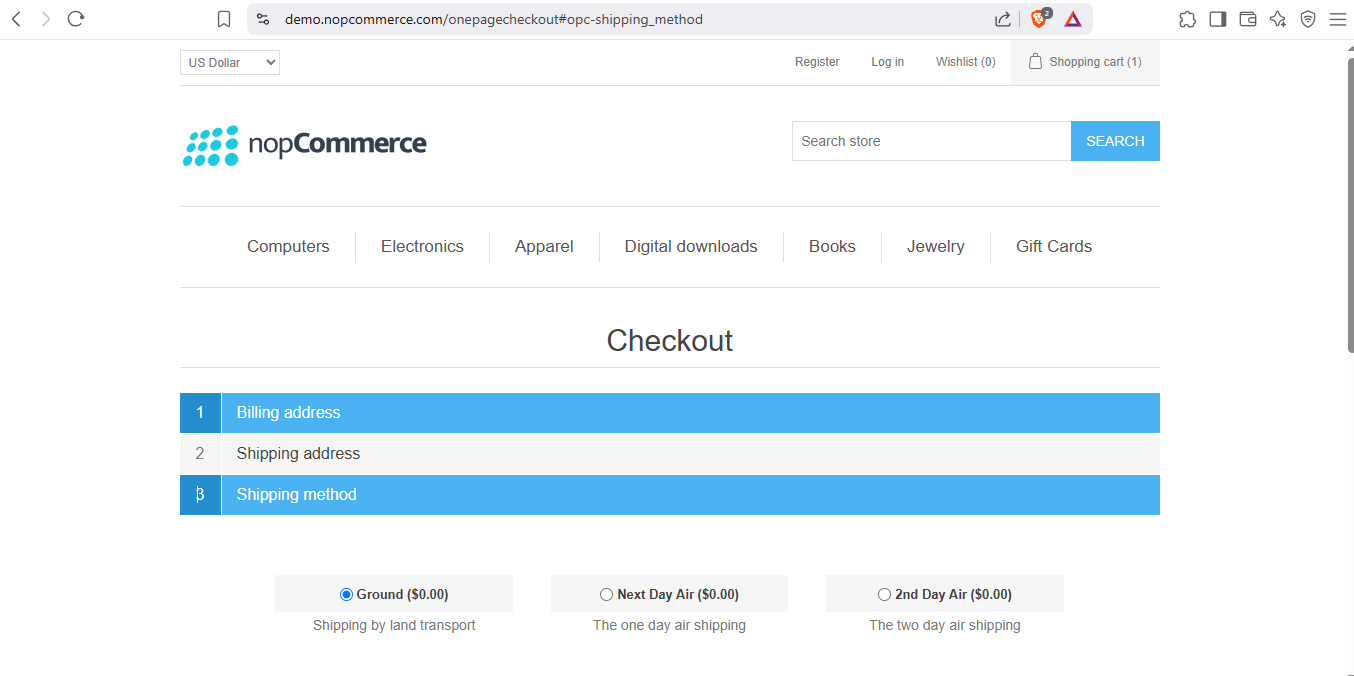 demo.nopcommerce.com/onepagecheckout#opc-shipping_method
2
US Dollar
Register Log in Wishlist (0) Shopping cart (1)
nopCommerce
Search store SEARCH
Computers Electronics Apparel Digital downloads Books Jewelry Gift Cards
Checkout
1 Billing address
2 Shipping address
3 Shipping method
Ground ($0.00) Next Day Air ($0.00) 2nd Day Air ($0.00)
Shipping by land transport The one day air shipping The two day air shipping